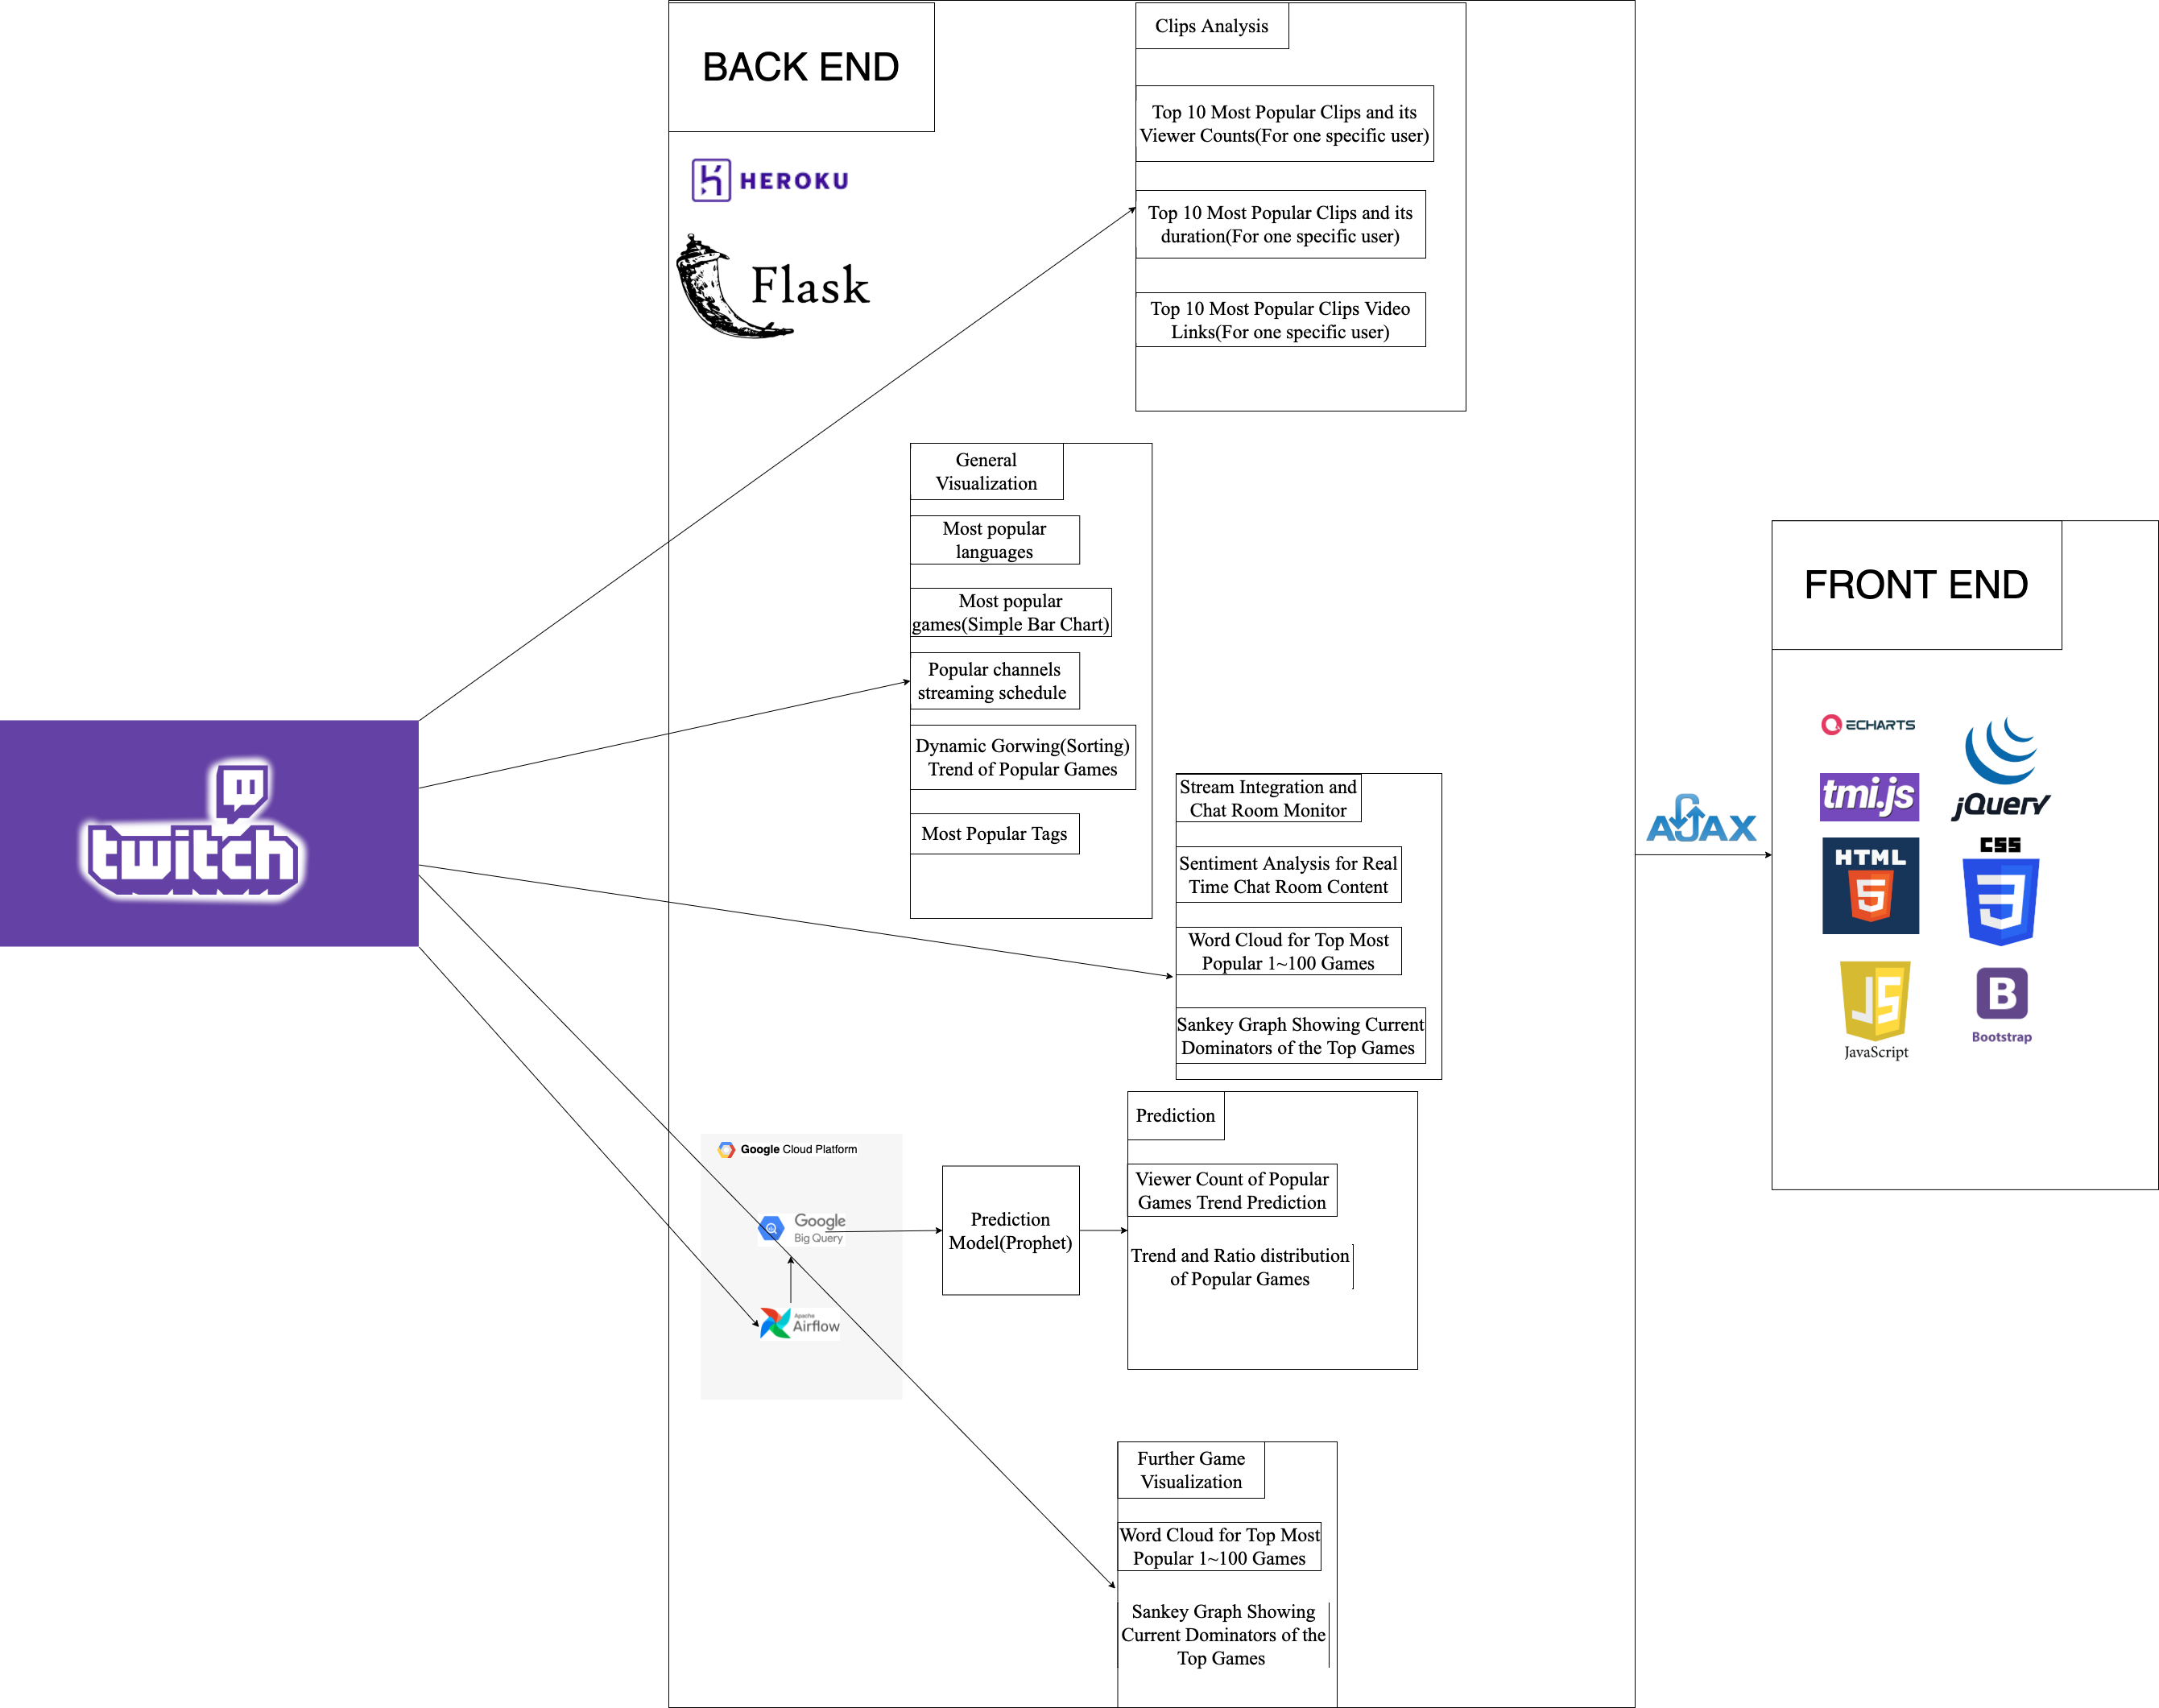 BACK END
HEROKU
Flask
Clips Analysis
Top 10 Most Popular Clips and its
Viewer Counts(For one specific user)
Top 10 Most Popular Clips and its
duration(For one specific user)
Top 10 Most Popular Clips Video
Links(For one specific user)
General
Visualization
Most popular
languages
Most popular
games(Simple Bar Chart)
Popular channels
streaming schedule
Dynamic Gorwing(Sorting)
Trend of Popular Games
Most Popular Tags
twitch
Stream Integration and
Chat Room Monitor
Sentiment Analysis for Real
Time Chat Room Content
Word Cloud for Top Most
Popular 1~100 Games
Sankey Graph Showing Current
Dominators of the Top Games
Google Cloud Platform
Google
Big Query
Apache
Airflow
Prediction
Model(Prophet)
Prediction
Viewer Count of Popular
Games Trend Prediction
Trend and Ratio distribution
of Popular Games
Further Game
Visualization
Word Cloud for Top Most
Popular 1~100 Games
Sankey Graph Showing
Current Dominators of the
Top Games
AJAX
FRONT END
ECHARTS
jQuery
tmi.js
HTML
5
CSS
3
JS
JavaScript
B
Bootstrap